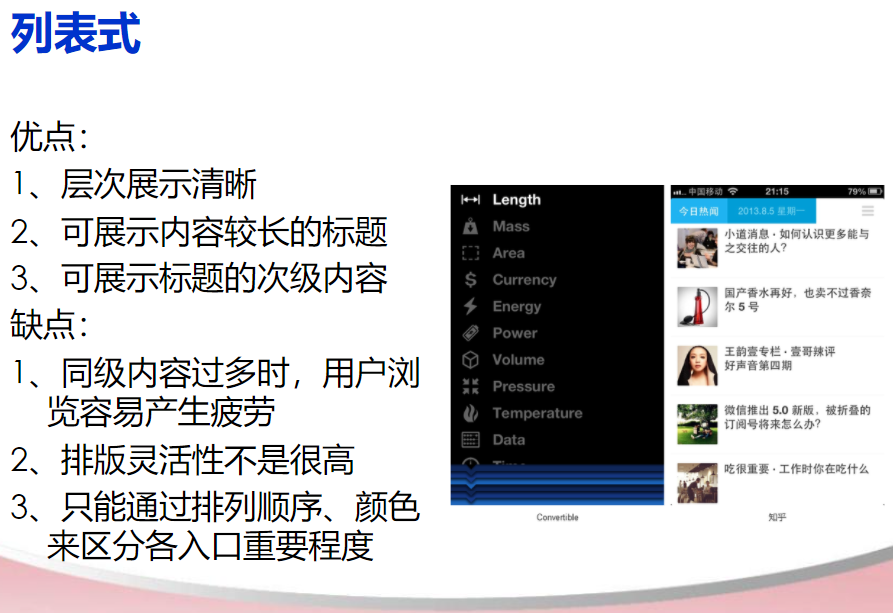 列表式
优点：
1、层次展示清晰
2、可展示内容较长的标题
3、可展示标题的次级内容
缺点：
1、同级内容过多时，用户浏
览容易产生疲劳
2、排版灵活性不是很高
3、只能通过排列顺序、颜色
来区分各入口重要程度
Length
Mass
Area
Currency
Energy
Power
Volume
Pressure
Temperature
Data
Time
Convertible
中国移动 21:15 79%
今日热闻 2013.8.5 星期一
小道消息·如何认识更多能与
之交往的人？
国产香水再好，也卖不过香奈
尔 5 号
王韵壹专栏·壹哥辣评
好声音第四期
微信推出 5.0 新版，被折叠的
订阅号将来怎么办？
吃很重要·工作时你在吃什么
知乎